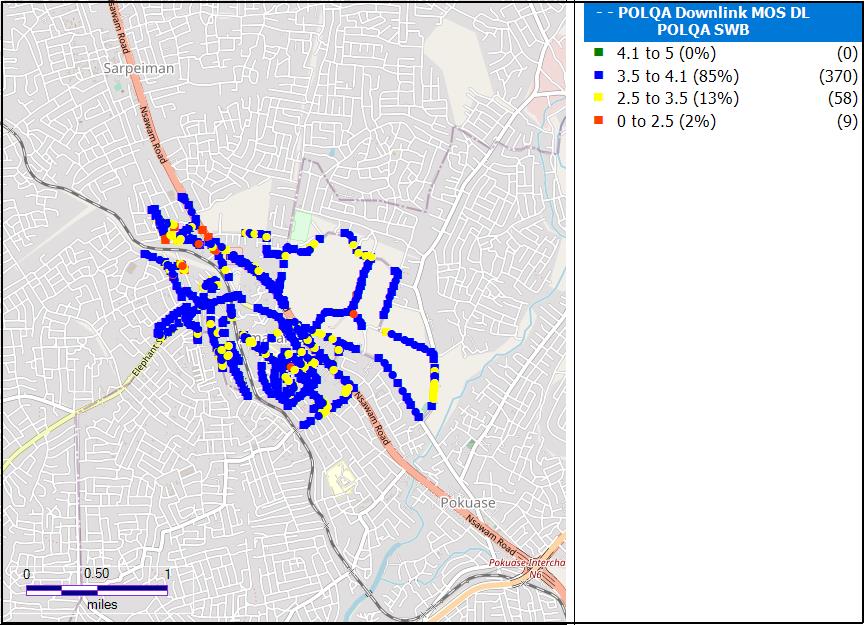 - - POLQA Downlink MOS DL
POLQA SWB
4.1 to 5 (0%) (0)
3.5 to 4.1 (85%) (370)
2.5 to 3.5 (13%) (58)
0 to 2.5 (2%) (9)
Nsawam Road
Sarpeiman
Nsawam Road
Elephant S
Nsawam Road
Pokuase
Nsawam Road
Pokuase Intercha
N6
0 0.50 1
miles